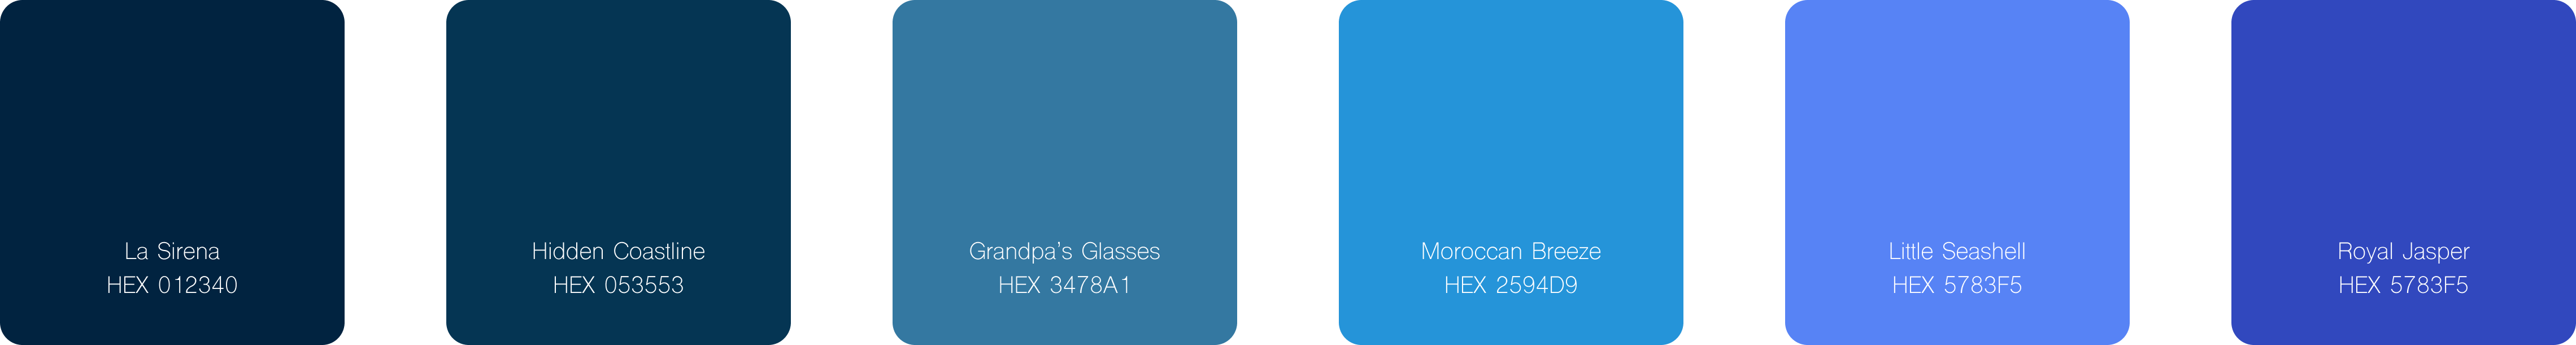 La Sirena
HEX 012340
Hidden Coastline
HEX 053553
Grandpa’s Glasses
HEX 3478A1
Moroccan Breeze
HEX 2594D9
Little Seashell
HEX 5783F5
Royal Jasper
HEX 5783F5